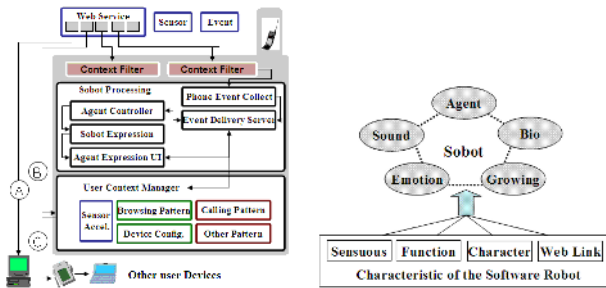 Web Service
Sensor
Event
Context Filter
Context Filter
Sobot Processing
Phone Event Collect
Agent Controller
Event Delivery Server
Sobot Expression
Agent Expression UI
B
A
User Context Manager
Sensor
Accel.
Browsing Pattern
Calling Pattern
Device Config.
Other Pattern
C
Other user Devices
Agent
Sound
Bio
Sobot
Emotion
Growing
Sensuous
Function
Character
Web Link
Characteristic of the Software Robot